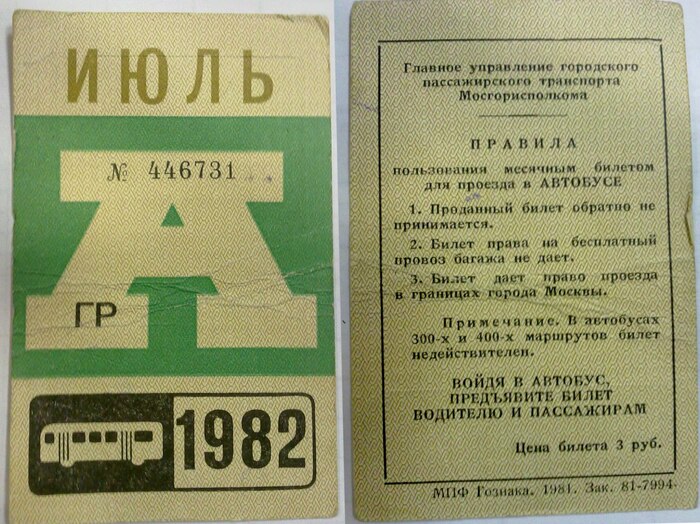 ИЮЛЬ
№ 446731
А
ГР
1982
Главное управление городского
пассажирского транспорта
Мосгорисполкома
ПРАВИЛА
пользования месячным билетом
для проезда в АВТОБУСЕ
1. Проданный билет обратно не
принимается.
2. Билет права на бесплатный
провоз багажа не дает.
3. Билет дает право проезда
в границах города Москвы.
Примечание. В автобусах
300-х и 400-х маршрутов билет
недействителен.
ВОЙДЯ В АВТОБУС,
ПРЕДЪЯВИТЕ БИЛЕТ
ВОДИТЕЛЮ И ПАССАЖИРАМ
Цена билета 3 руб.
МПФ Гознака. 1981. Зак. 81-7994